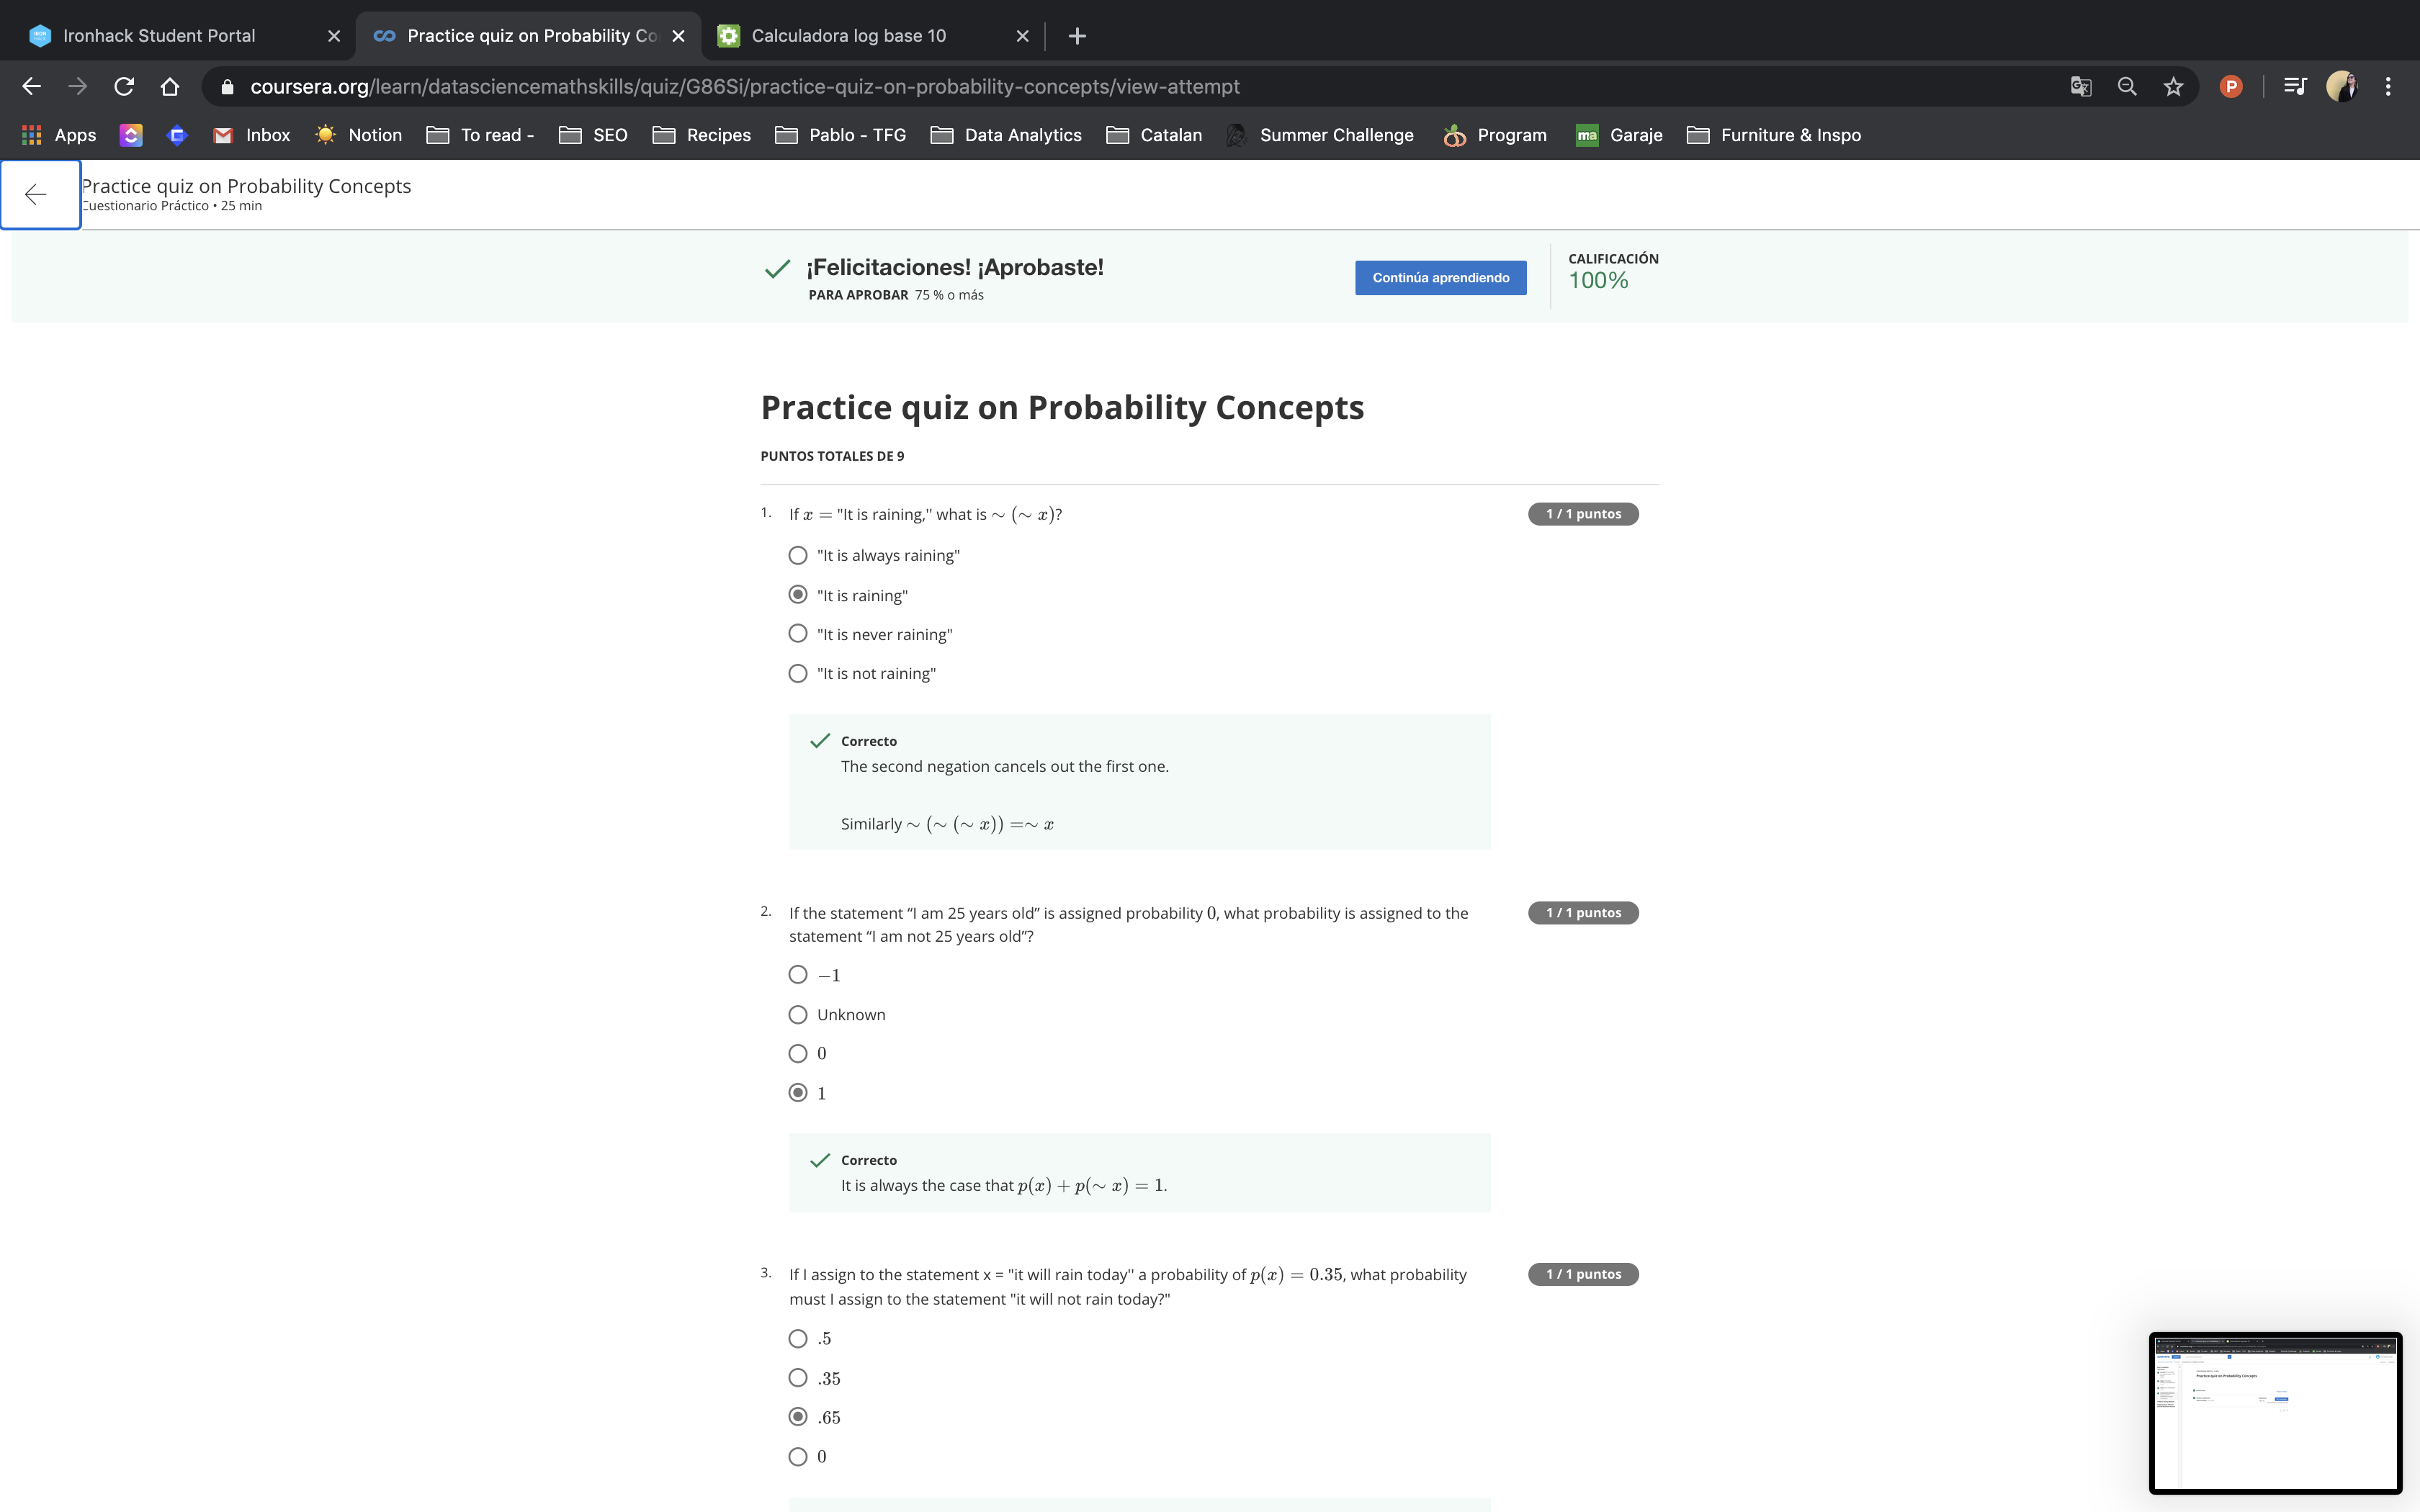 Ironhack Student Portal
Practice quiz on Probability Co
Calculadora log base 10
coursera.org/learn/datasciencemathskills/quiz/G86Si/practice-quiz-on-probability-concepts/view-attempt
P
Apps Inbox Notion To read - SEO Recipes Pablo - TFG Data Analytics Catalan Summer Challenge Program ma Garaje Furniture & Inspo
Practice quiz on Probability Concepts
Cuestionario Práctico • 25 min
¡Felicitaciones! ¡Aprobaste!
PARA APROBAR 75 % o más
Continúa aprendiendo
CALIFICACIÓN
100%
Practice quiz on Probability Concepts
PUNTOS TOTALES DE 9
1. If x = "It is raining," what is ∼ (∼ x)?
1 / 1 puntos
"It is always raining"
"It is raining"
"It is never raining"
"It is not raining"
Correcto
The second negation cancels out the first one.
Similarly ∼ (∼ (∼ x)) =∼ x
2. If the statement “I am 25 years old” is assigned probability 0, what probability is assigned to the
statement “I am not 25 years old”?
1 / 1 puntos
−1
Unknown
0
1
Correcto
It is always the case that p(x) + p(∼ x) = 1.
3. If I assign to the statement x = "it will rain today" a probability of p(x) = 0.35, what probability
must I assign to the statement "it will not rain today?"
1 / 1 puntos
.5
.35
.65
0
Practice quiz on Probability Concepts